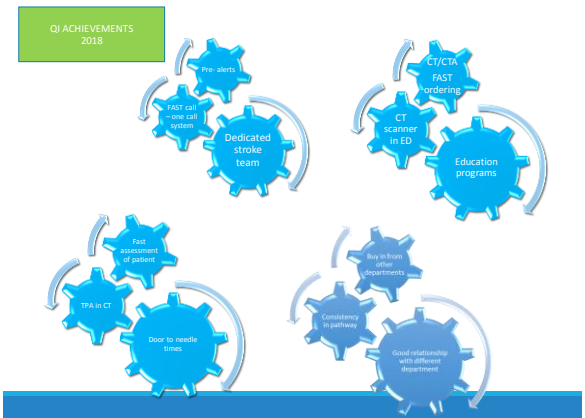 QI ACHIEVEMENTS
2018
Pre- alerts
FAST call
– one call
system
Dedicated
stroke
team
CT/CTA
FAST
ordering
CT
scanner
in ED
Education
programs
Fast
assessment
of patient
TPA in CT
Door to needle
times
Buy in from
other
departments
Consistency
in pathway
Good relationship
with different
department